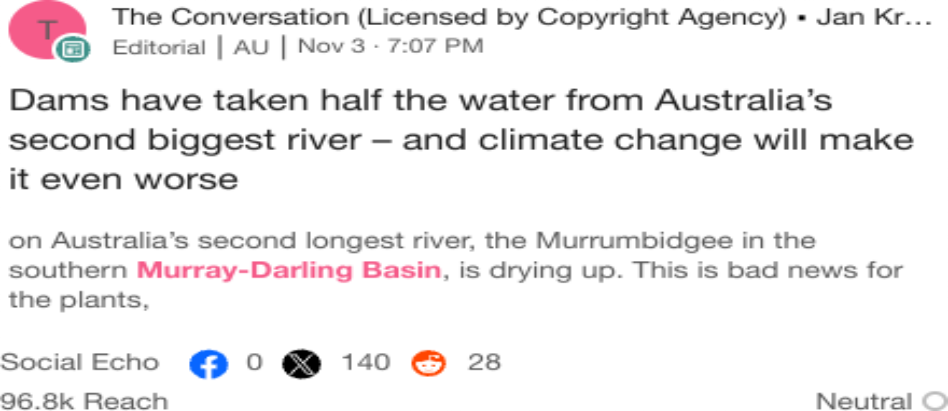 T
The Conversation (Licensed by Copyright Agency) • Jan Kr...
Editorial | AU | Nov 3 · 7:07 PM
Dams have taken half the water from Australia's
second biggest river – and climate change will make
it even worse
on Australia's second longest river, the Murrumbidgee in the
southern Murray-Darling Basin, is drying up. This is bad news for
the plants,
Social Echo 0 140 28
96.8k Reach Neutral